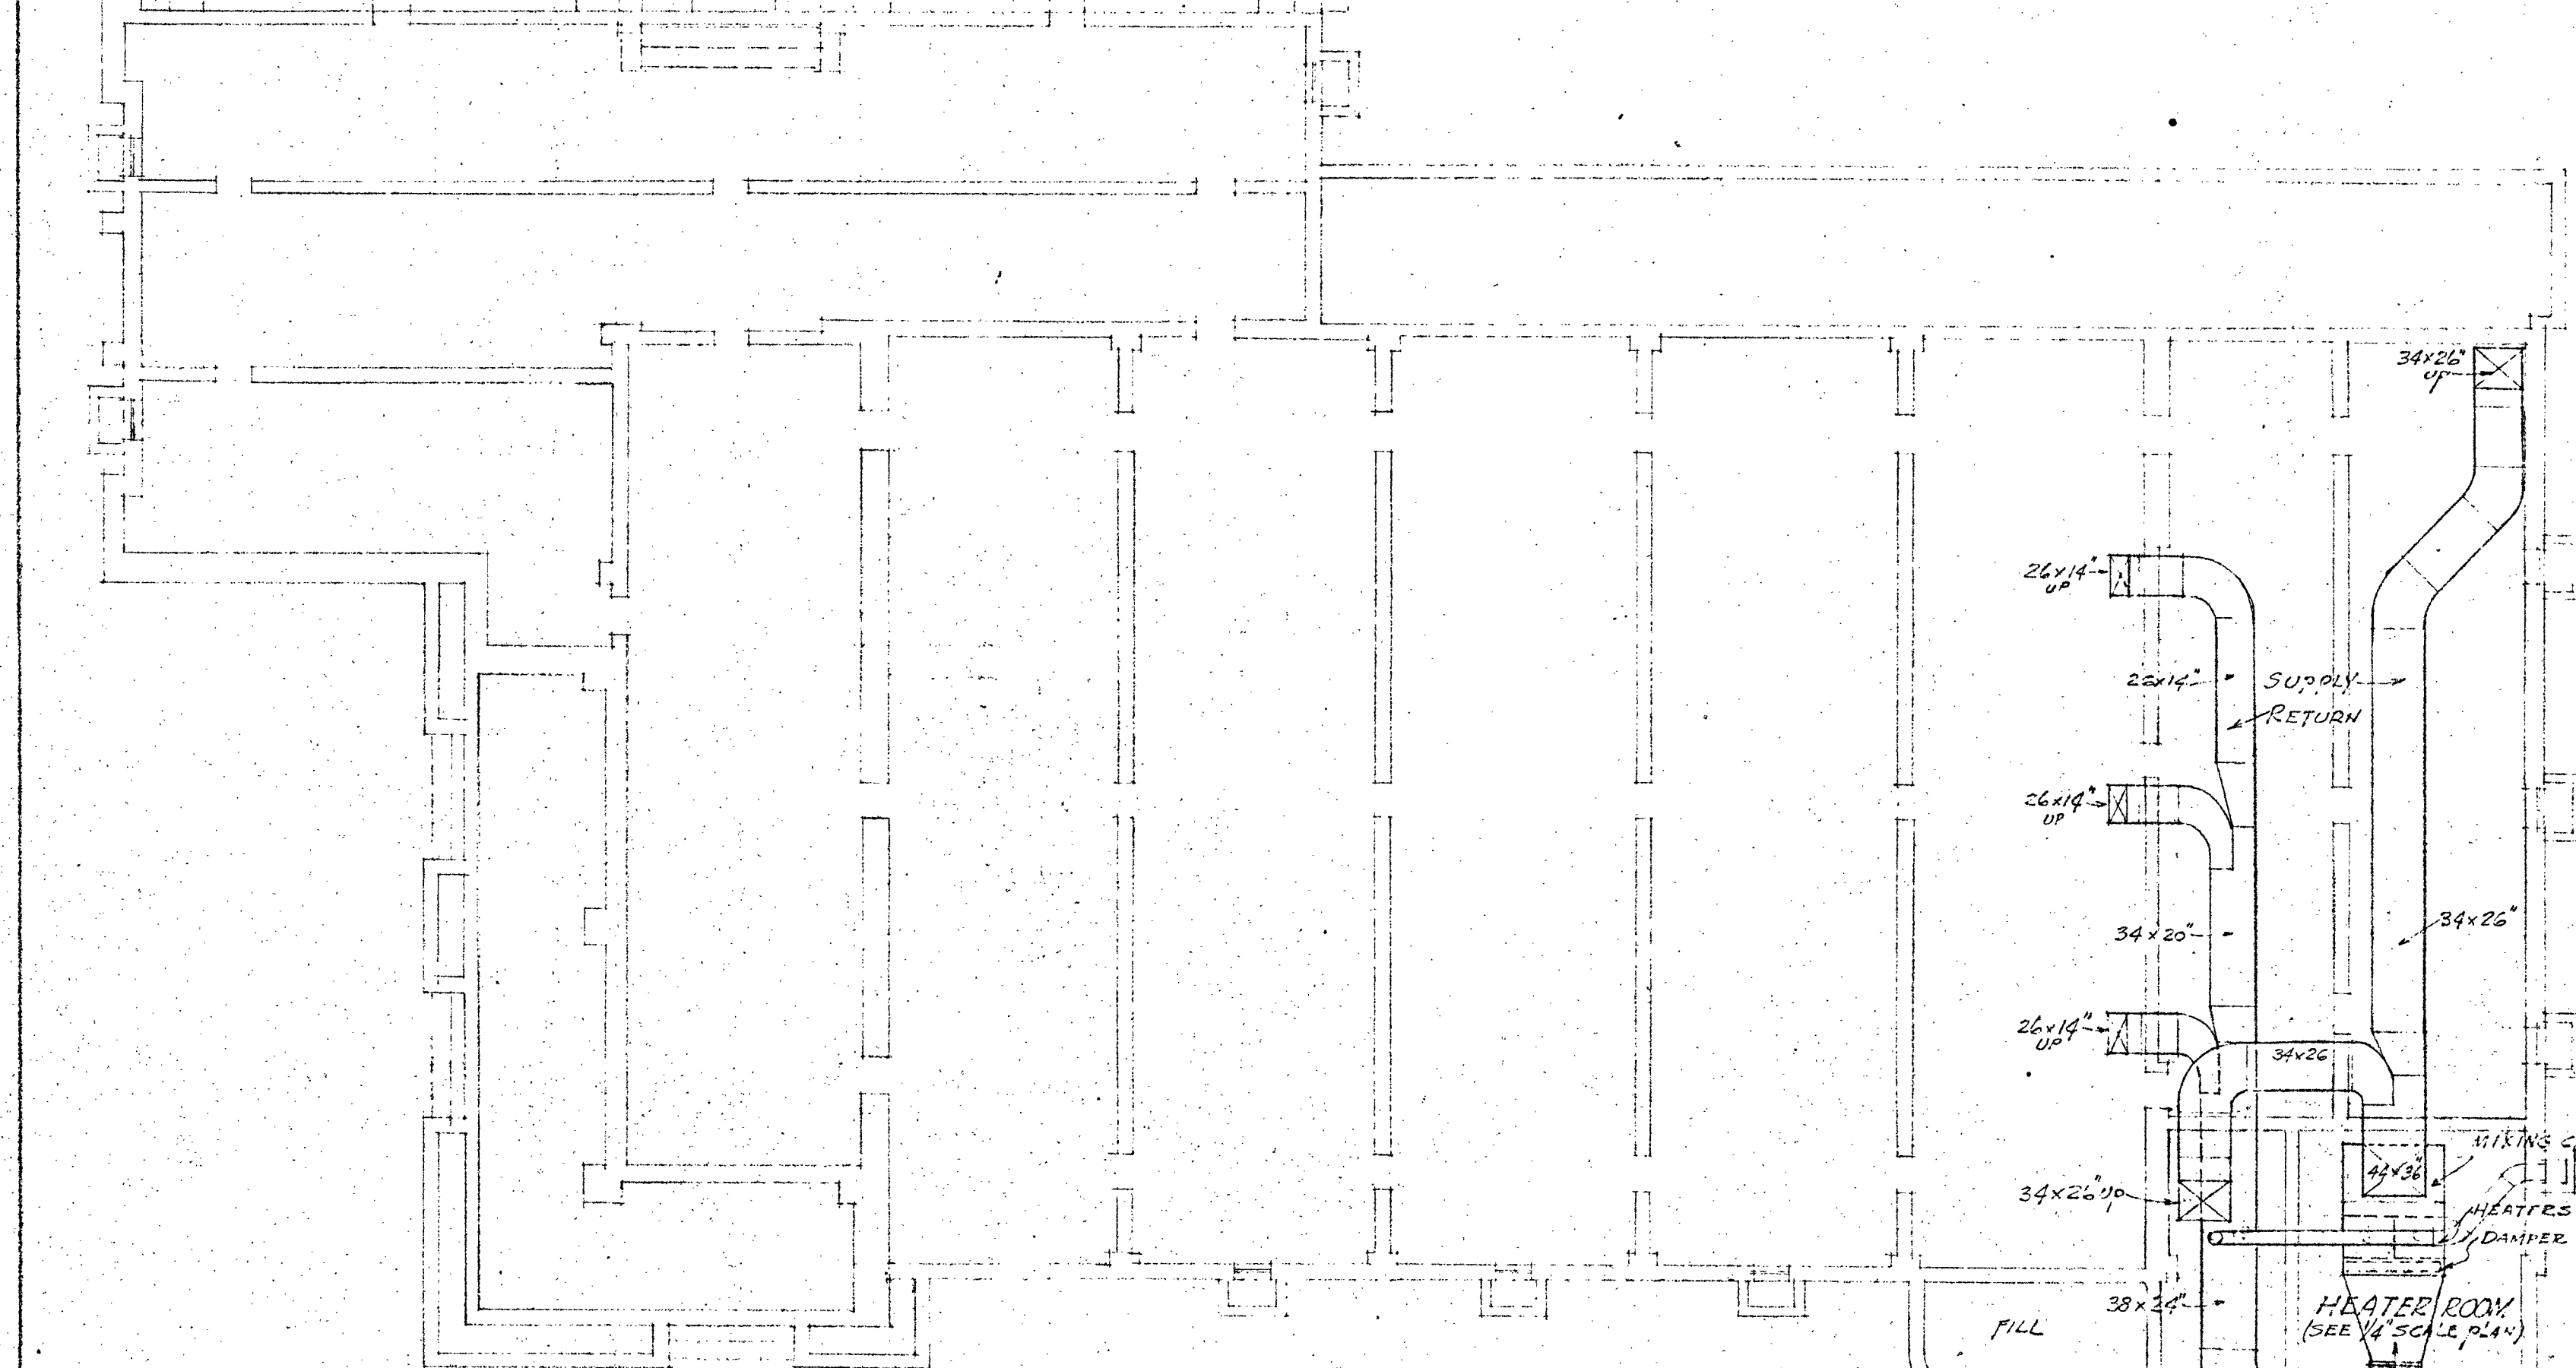 34x26"
UP
26x14"
UP
26x14"
SUPPLY
RETURN
26x14"
UP
34x26"
34x20"
26x14"
UP
34x26
MIXING C
44x36"
34x26" UP
HEATERS
DAMPER
38x24"
HEATER ROOM
(SEE 1/4" SCALE PLAN)
FILL